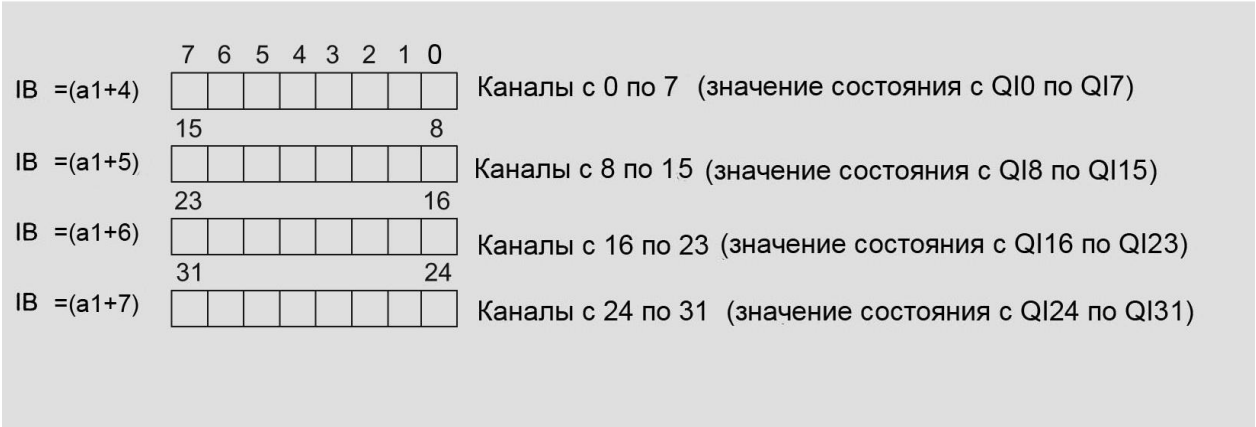 7 6 5 4 3 2 1 0
IB =(a1+4) Каналы с 0 по 7 (значение состояния с QI0 по QI7)
15 8
IB =(a1+5) Каналы с 8 по 15 (значение состояния с QI8 по QI15)
23 16
IB =(a1+6) Каналы с 16 по 23 (значение состояния с QI16 по QI23)
31 24
IB =(a1+7) Каналы с 24 по 31 (значение состояния с QI24 по QI31)